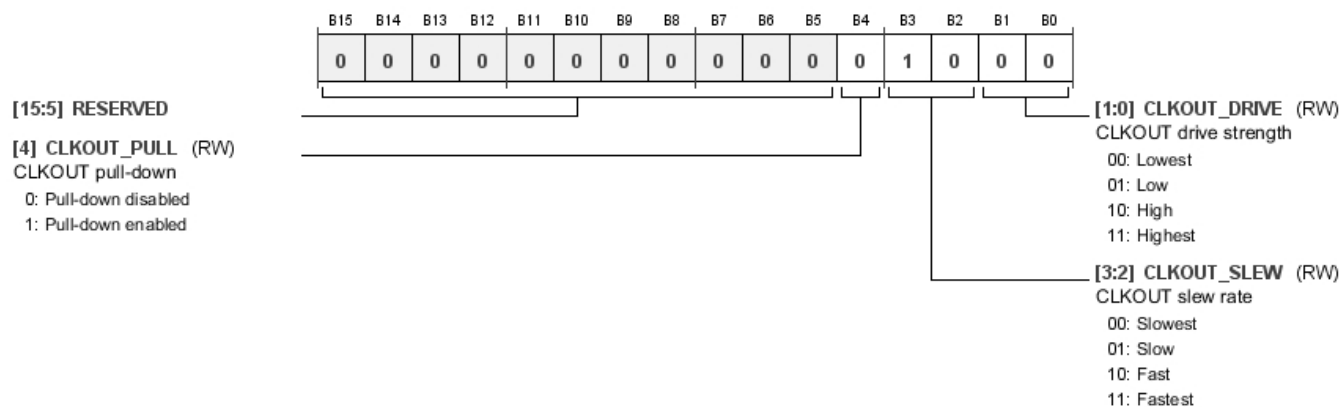 B15 B14 B13 B12 B11 B10 B9 B8 B7 B6 B5 B4 B3 B2 B1 B0
0 0 0 0 0 0 0 0 0 0 0 0 1 0 0 0
[15:5] RESERVED
[4] CLKOUT_PULL (RW)
CLKOUT pull-down
0: Pull-down disabled
1: Pull-down enabled
[1:0] CLKOUT_DRIVE (RW)
CLKOUT drive strength
00: Lowest
01: Low
10: High
11: Highest
[3:2] CLKOUT_SLEW (RW)
CLKOUT slew rate
00: Slowest
01: Slow
10: Fast
11: Fastest